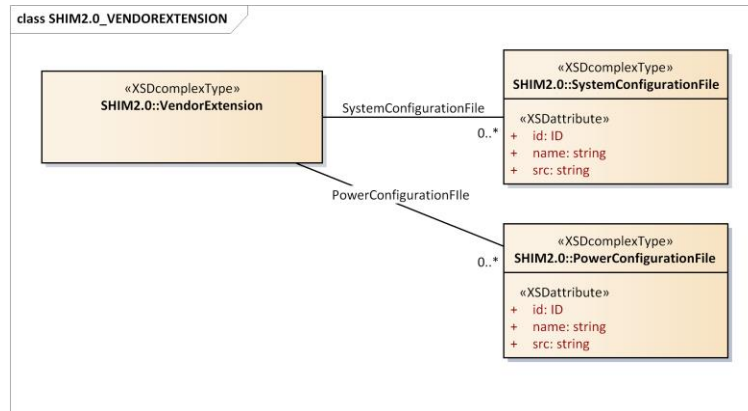 class SHIM2.0_VENDOREXTENSION
«XSDcomplexType»
SHIM2.0::VendorExtension
SystemConfigurationFile
0..*
«XSDcomplexType»
SHIM2.0::SystemConfigurationFile
«XSDattribute»
+ id: ID
+ name: string
+ src: string
PowerConfigurationFIle
0..*
«XSDcomplexType»
SHIM2.0::PowerConfigurationFile
«XSDattribute»
+ id: ID
+ name: string
+ src: string